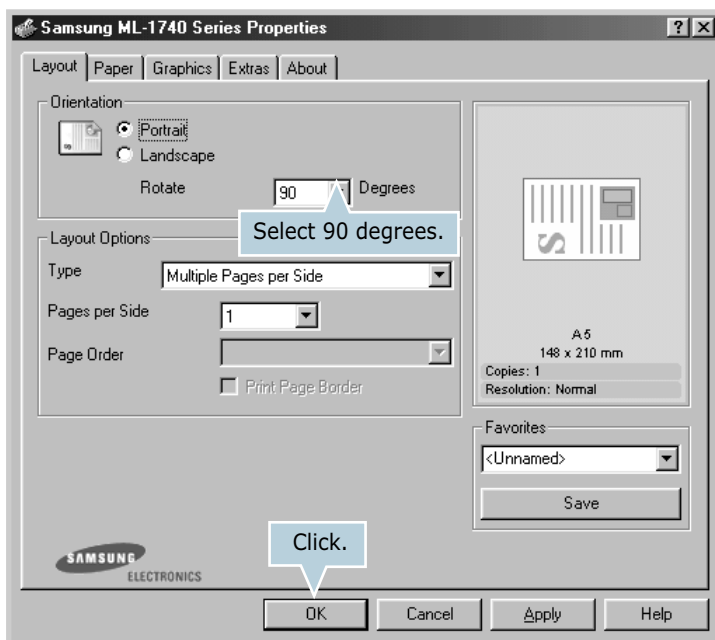 Samsung ML-1740 Series Properties
Layout Paper Graphics Extras About
Orientation
Portrait
Landscape
Rotate 90 Degrees
Select 90 degrees.
Layout Options
Type Multiple Pages per Side
Pages per Side 1
Page Order
Print Page Border
A5
148 x 210 mm
Copies: 1
Resolution: Normal
Favorites
<Unnamed>
Save
Click.
SAMSUNG
ELECTRONICS
OK Cancel Apply Help